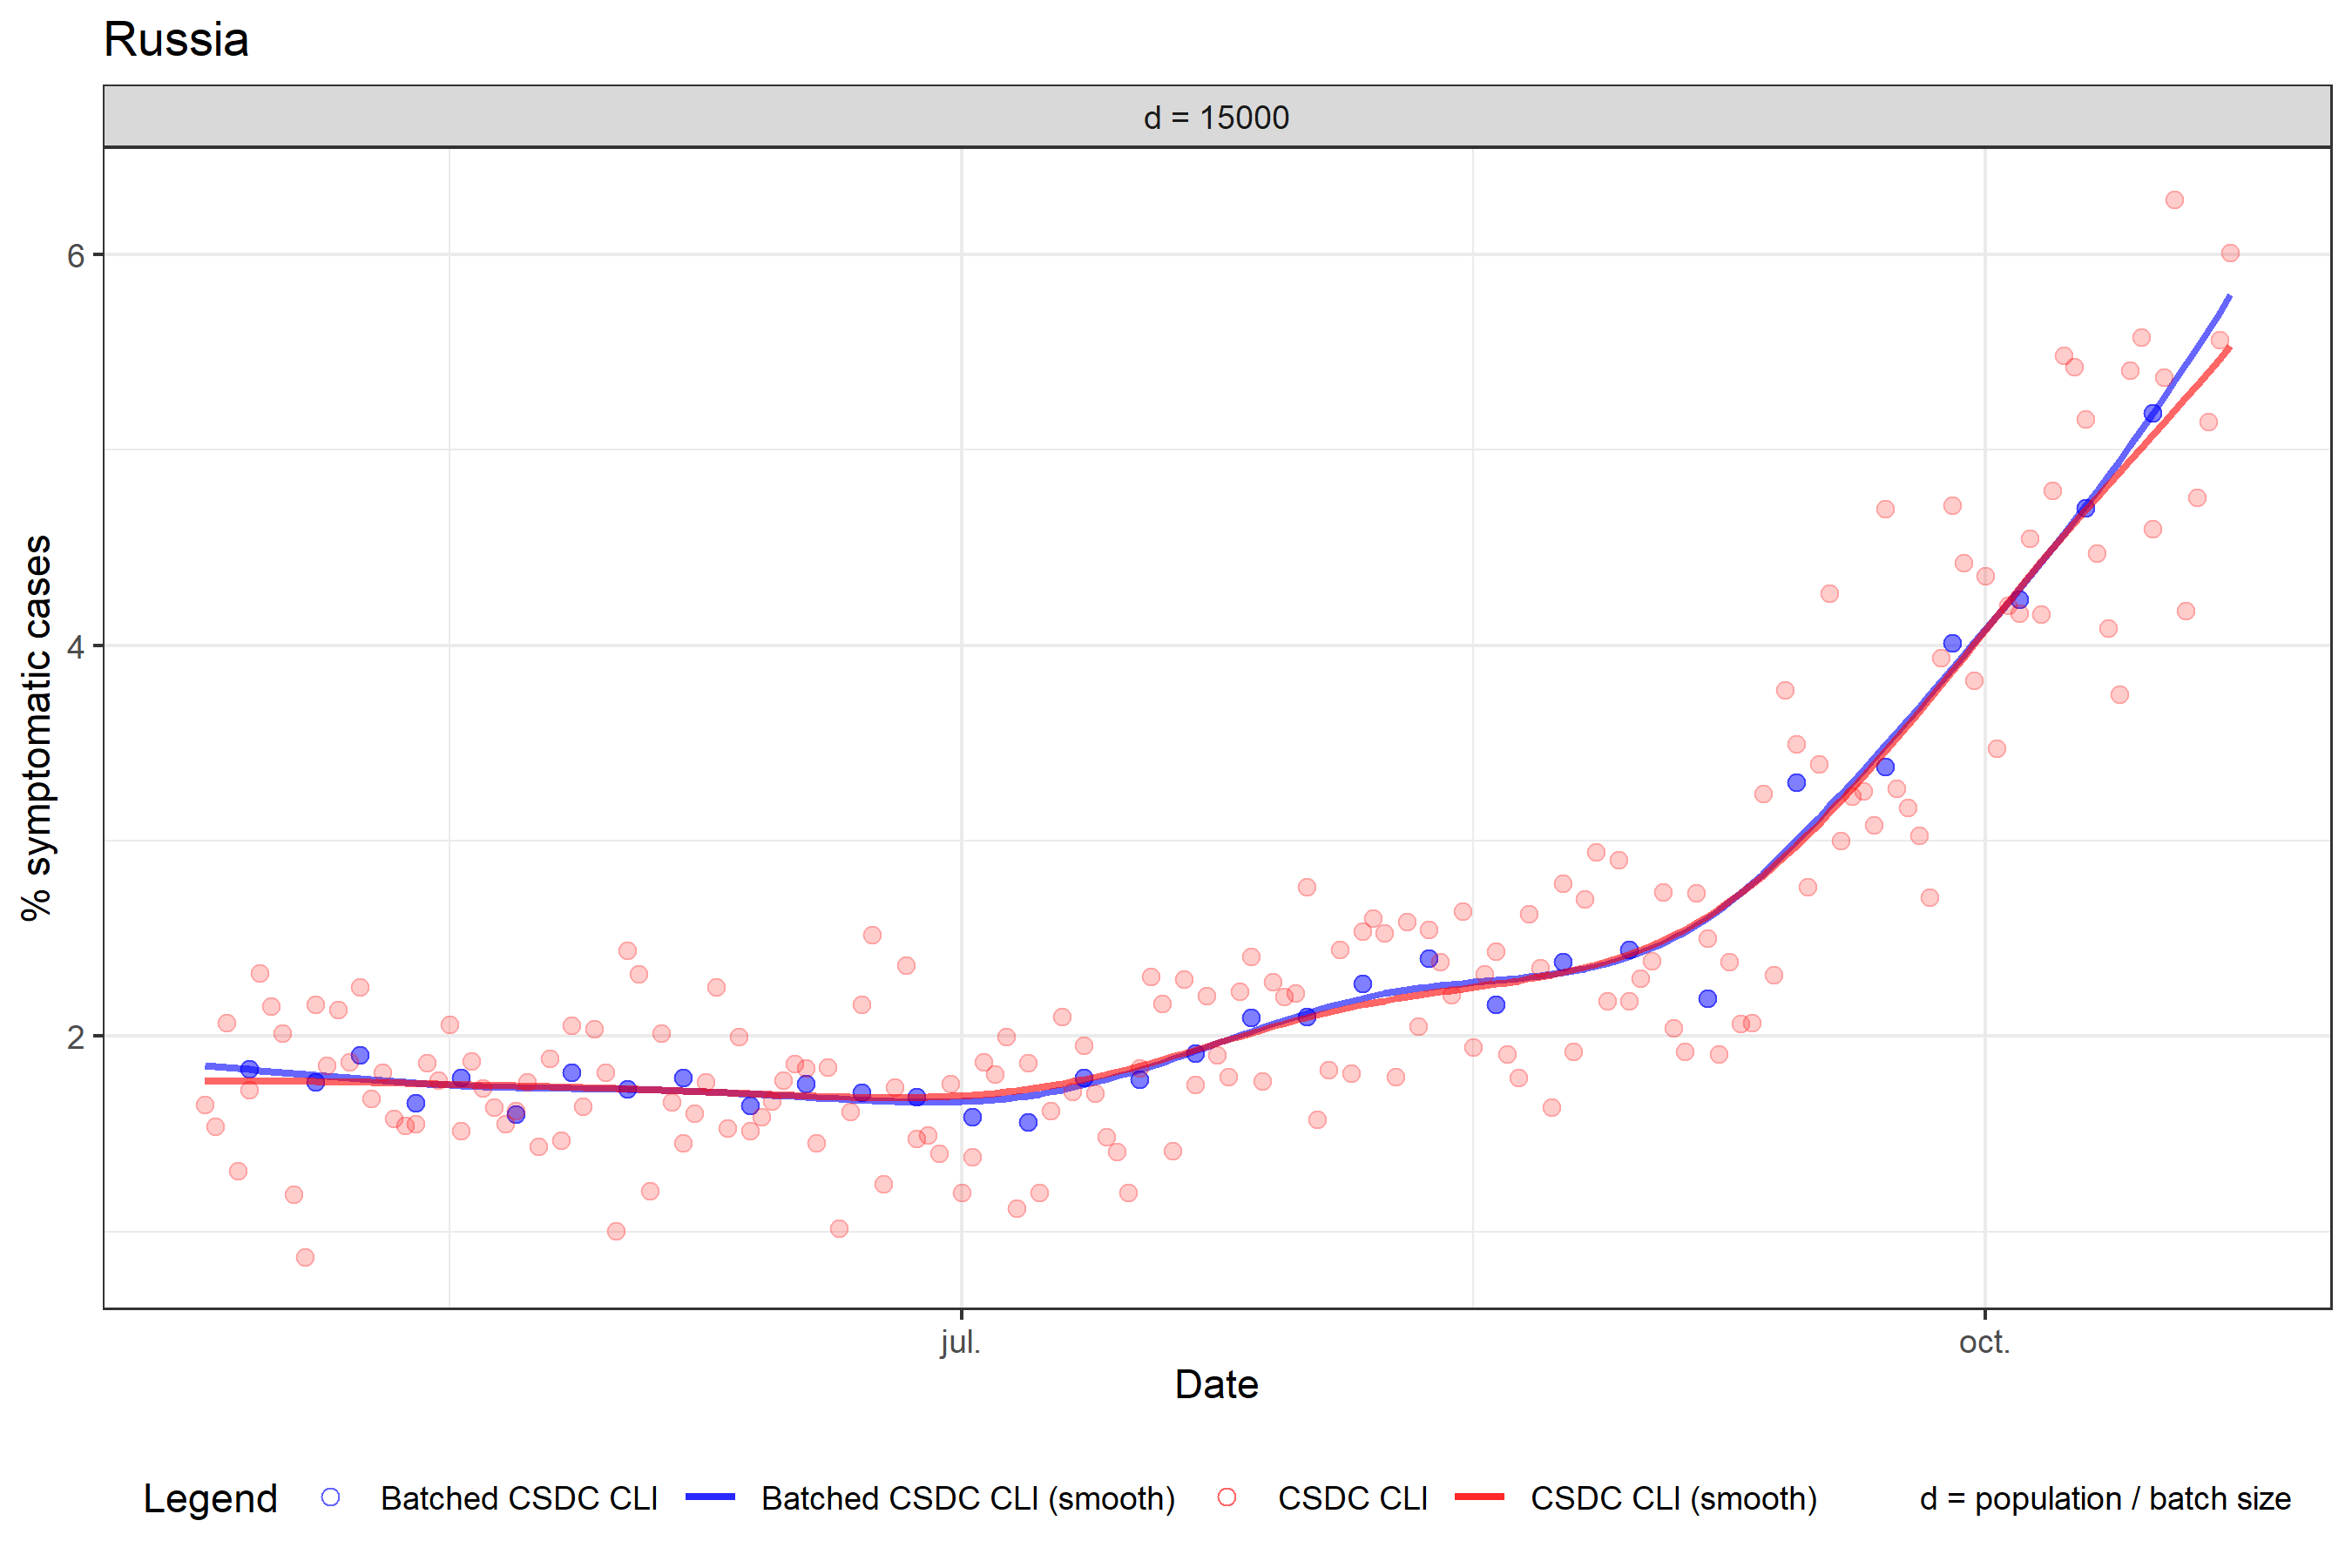 Russia
d = 15000
6
4
2
% symptomatic cases
jul.
oct.
Date
Legend
Batched CSDC CLI
Batched CSDC CLI (smooth)
CSDC CLI
CSDC CLI (smooth)
d = population / batch size